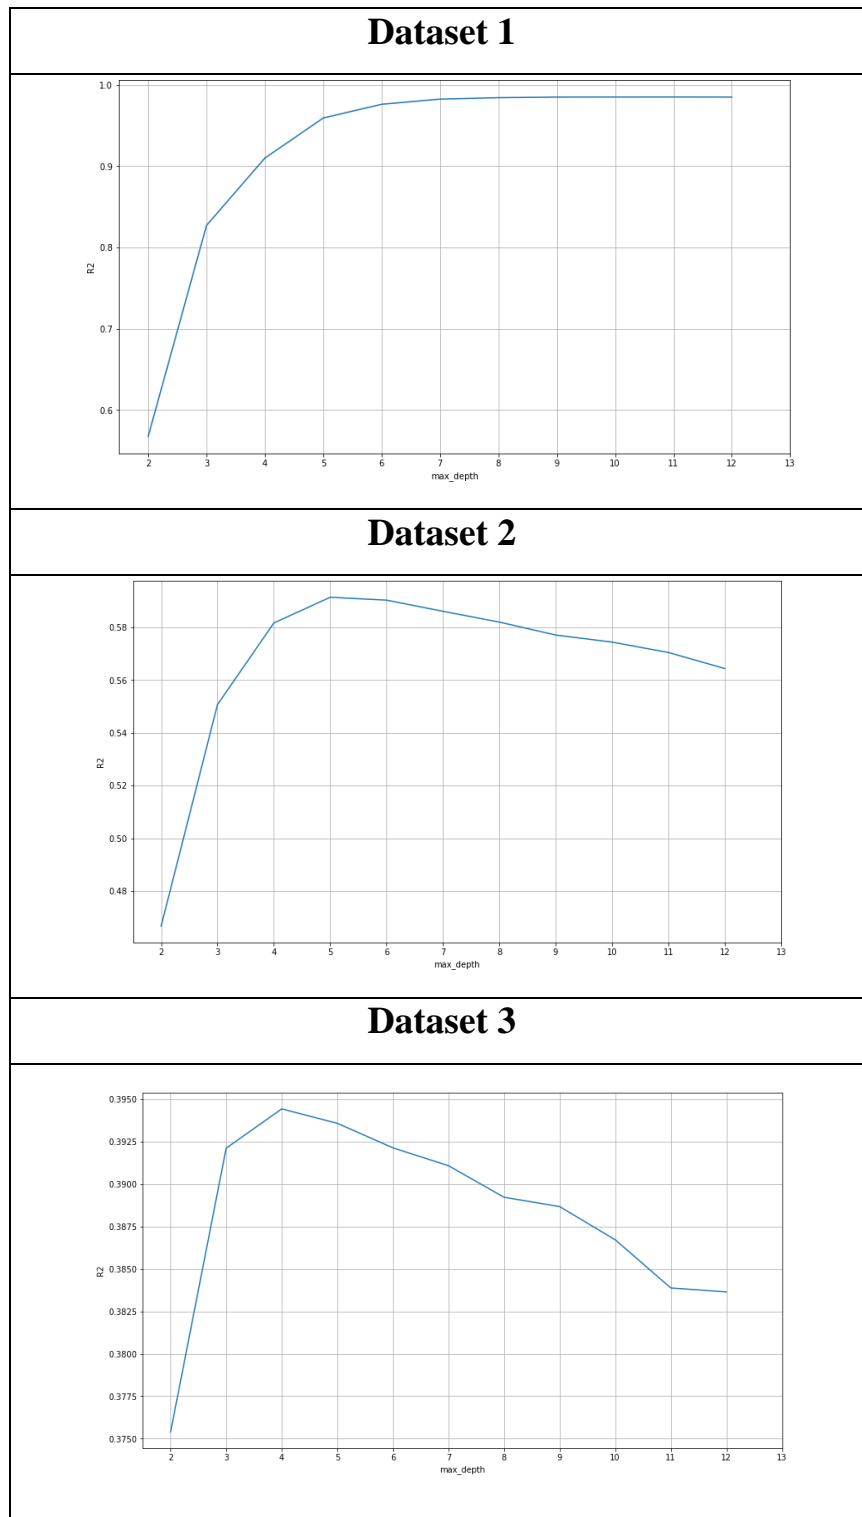 Dataset 1
1.0
0.9
0.8
0.7
0.6
R2
2 3 4 5 6 7 8 9 10 11 12 13
max_depth
Dataset 2
0.58
0.56
0.54
0.52
0.50
0.48
R2
2 3 4 5 6 7 8 9 10 11 12 13
max_depth
Dataset 3
0.3950
0.3925
0.3900
0.3875
0.3850
0.3825
0.3800
0.3775
0.3750
R2
2 3 4 5 6 7 8 9 10 11 12 13
max_depth